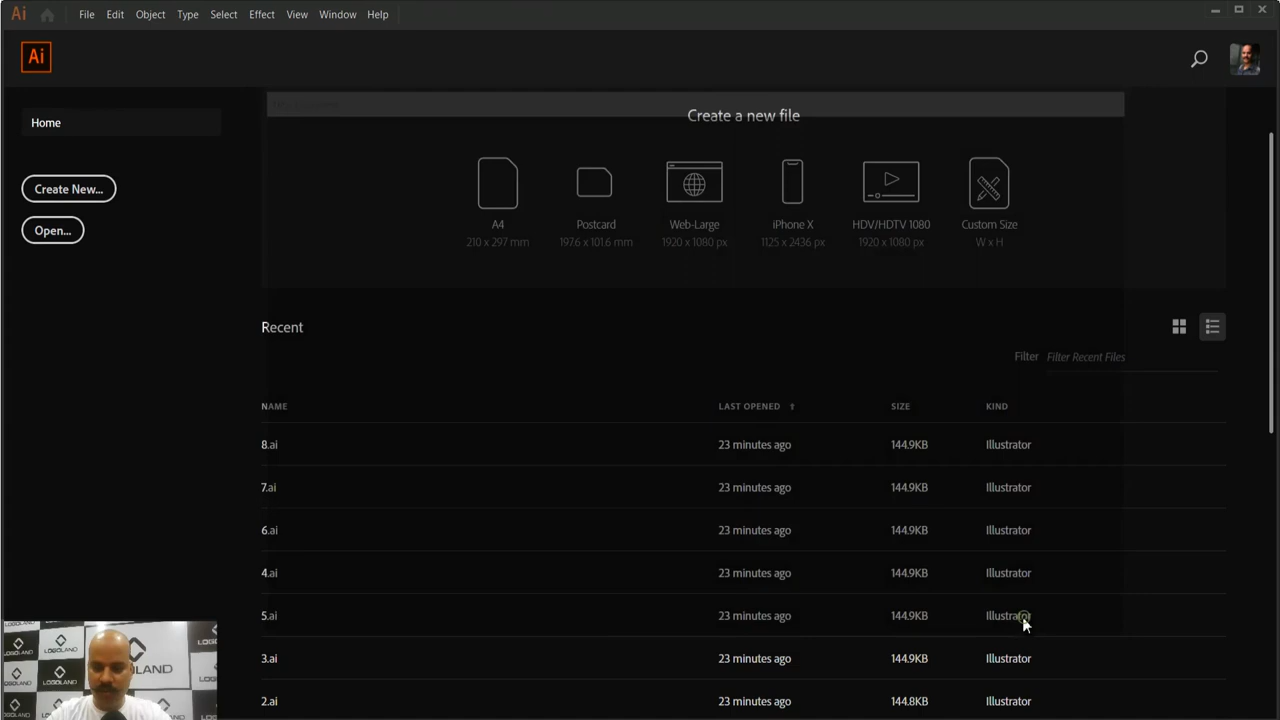 Ai File Edit Object Type Select Effect View Window Help
Ai
Home
Create New...
Open...
Create a new file
A4 Postcard Web-Large iPhone X HDV/HDTV 1080 Custom Size
210 x 297 mm 197.6 x 101.6 mm 1920 x 1080 px 1125 x 2436 px 1920 x 1080 px W x H
Recent
Filter Filter Recent Files
NAME LAST OPENED SIZE KIND
8.ai 23 minutes ago 144.9KB Illustrator
7.ai 23 minutes ago 144.9KB Illustrator
6.ai 23 minutes ago 144.9KB Illustrator
4.ai 23 minutes ago 144.9KB Illustrator
5.ai 23 minutes ago 144.9KB Illustrator
3.ai 23 minutes ago 144.9KB Illustrator
2.ai 23 minutes ago 144.8KB Illustrator
LOGOLAND